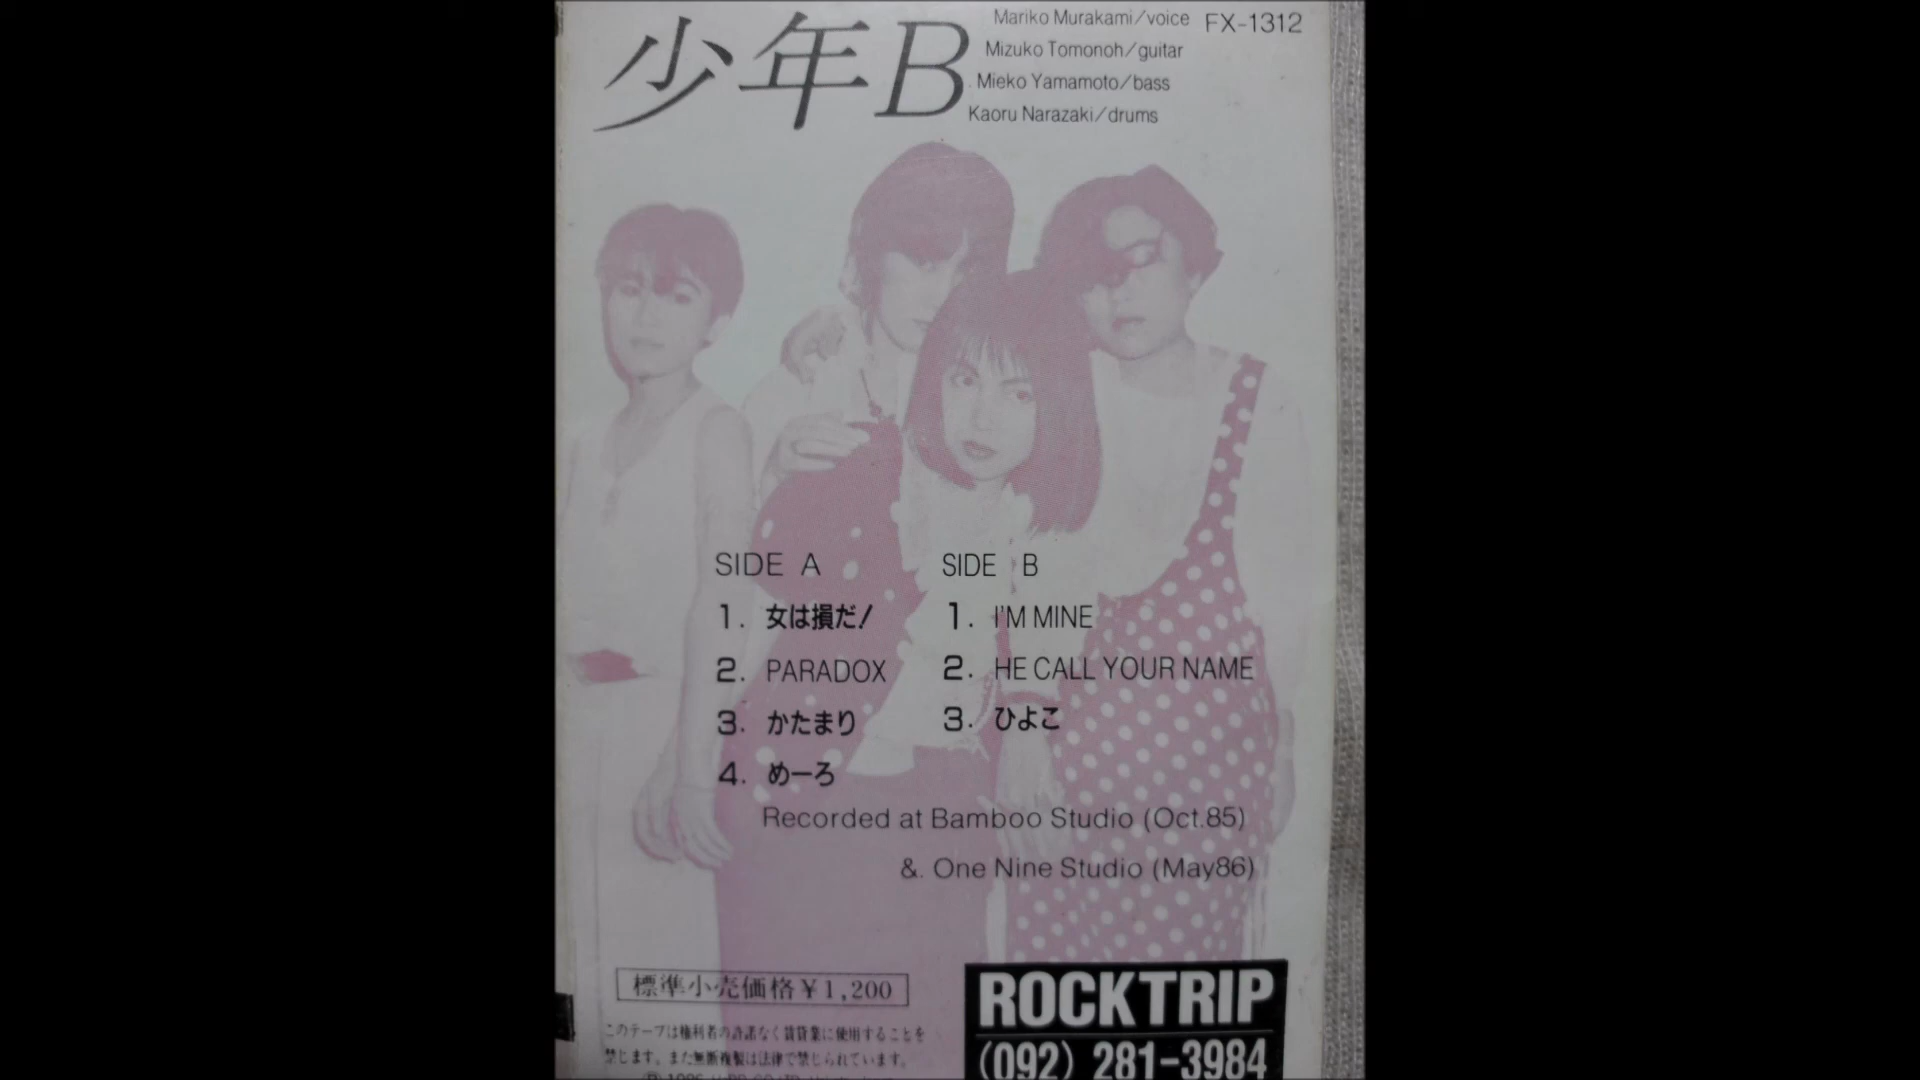 少年B
Mariko Murakami/voice FX-1312
Mizuko Tomonoh/guitar
Mieko Yamamoto/bass
Kaoru Narazaki/drums
SIDE A
1. 女は損だ!
2. PARADOX
3. かたまり
4. めーろ
SIDE B
1. I'M MINE
2. HE CALL YOUR NAME
3. ひよこ
Recorded at Bamboo Studio (Oct.85)
&. One Nine Studio (May86)
標準小売価格¥1,200
このテープは権利者の許諾なく賃貸業に使用することを
禁じます。また無断複製は法律で禁じられています。
ROCKTRIP
(092) 281-3984